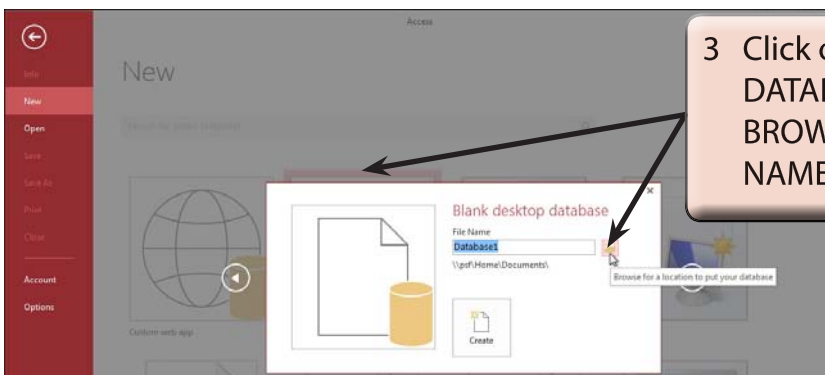 Access
Info
New
New
Open
Save
Save As
Print
Close
Account
Options
Custom web app
Blank desktop database
File Name
Database1
\\psf\Home\Documents\
Browse for a location to put your database
Create
3 Click
BROW
NAME